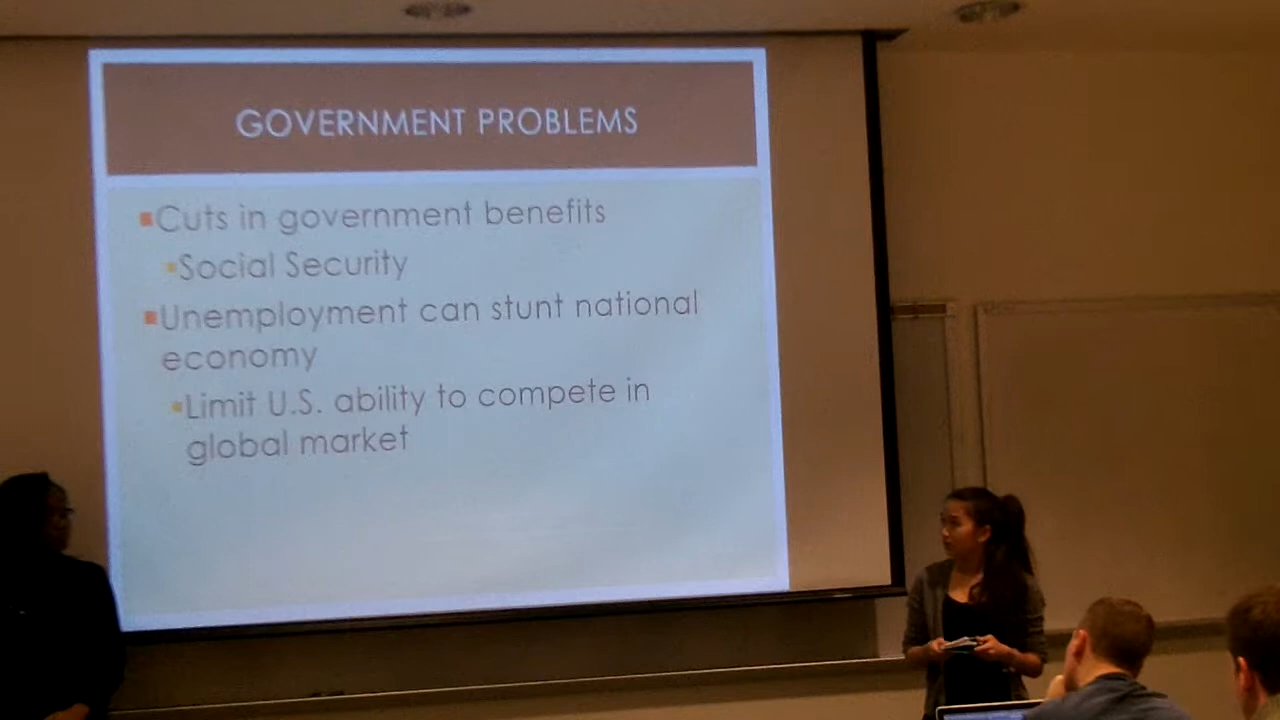 GOVERNMENT PROBLEMS
Cuts in government benefits
Social Security
Unemployment can stunt national
economy
Limit U.S. ability to compete in
global market